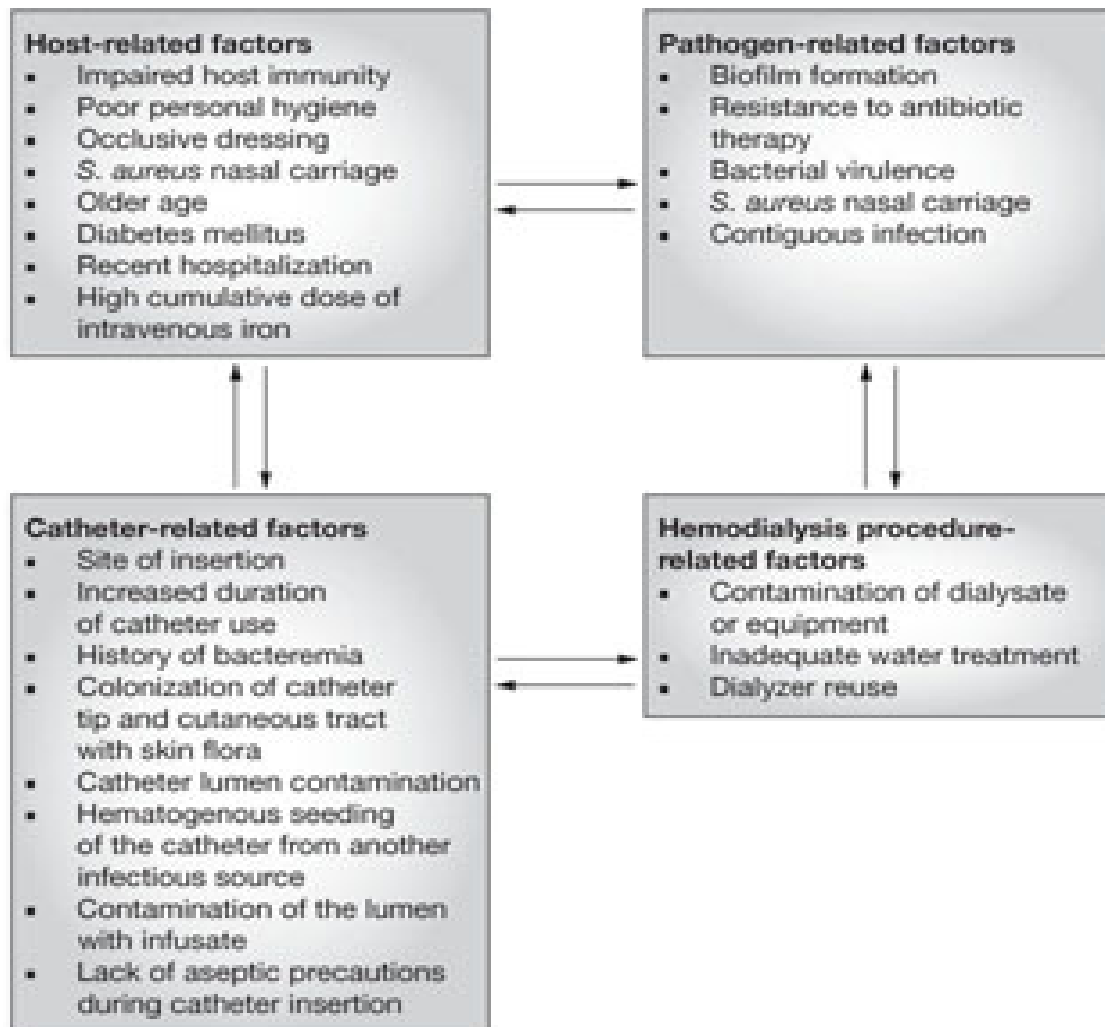 Host-related factors
▪ Impaired host immunity
▪ Poor personal hygiene
▪ Occlusive dressing
▪ S. aureus nasal carriage
▪ Older age
▪ Diabetes mellitus
▪ Recent hospitalization
▪ High cumulative dose of
intravenous iron
Pathogen-related factors
▪ Biofilm formation
▪ Resistance to antibiotic
therapy
▪ Bacterial virulence
▪ S. aureus nasal carriage
▪ Contiguous infection
Catheter-related factors
▪ Site of insertion
▪ Increased duration
of catheter use
▪ History of bacteremia
▪ Colonization of catheter
tip and cutaneous tract
with skin flora
▪ Catheter lumen contamination
▪ Hematogenous seeding
of the catheter from another
infectious source
▪ Contamination of the lumen
with infusate
▪ Lack of aseptic precautions
during catheter insertion
Hemodialysis procedure-
related factors
▪ Contamination of dialysate
or equipment
▪ Inadequate water treatment
▪ Dialyzer reuse